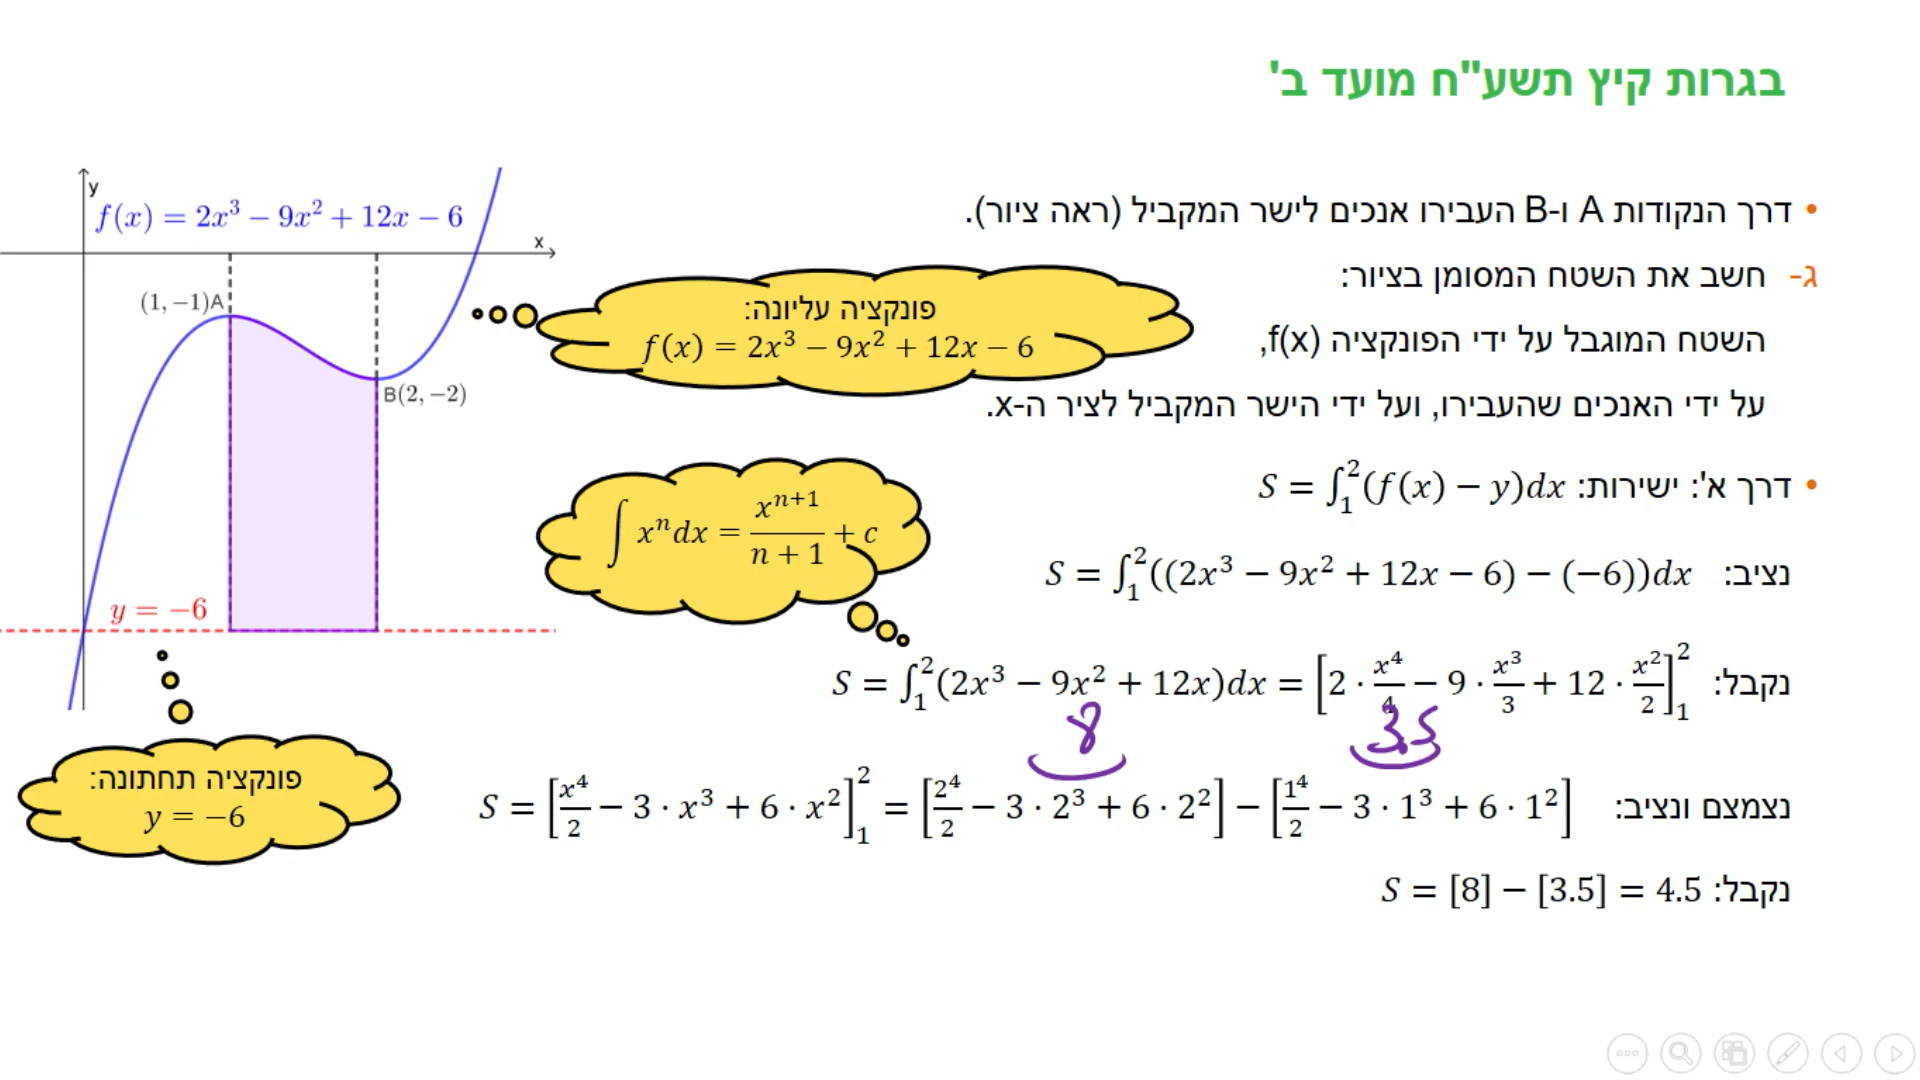 בגרות קיץ תשע"ח מועד ב'
• דרך הנקודות A ו-B העבירו אנכים לישר המקביל (ראה ציור).
ג- חשב את השטח המסומן בציור:
השטח המוגבל על ידי הפונקציה f(x),
על ידי האנכים שהעבירו, ועל ידי הישר המקביל לציר ה-x.
y
f(x) = 2x³ − 9x² + 12x − 6
x
(1, −1)A
B(2, −2)
y = −6
פונקציה עליונה:
f(x) = 2x³ − 9x² + 12x − 6
∫ xⁿdx = xⁿ⁺¹/(n + 1) + c
פונקציה תחתונה:
y = −6
• דרך א': ישירות: S = ∫₁²(f(x) − y)dx
נציב: S = ∫₁²((2x³ − 9x² + 12x − 6) − (−6))dx
נקבל: S = ∫₁²(2x³ − 9x² + 12x)dx = [2 · x⁴/4 − 9 · x³/3 + 12 · x²/2]₁²
8 3.5
נצמצם ונציב: S = [x⁴/2 − 3 · x³ + 6 · x²]₁² = [2⁴/2 − 3 · 2³ + 6 · 2²] − [1⁴/2 − 3 · 1³ + 6 · 1²]
נקבל: S = [8] − [3.5] = 4.5